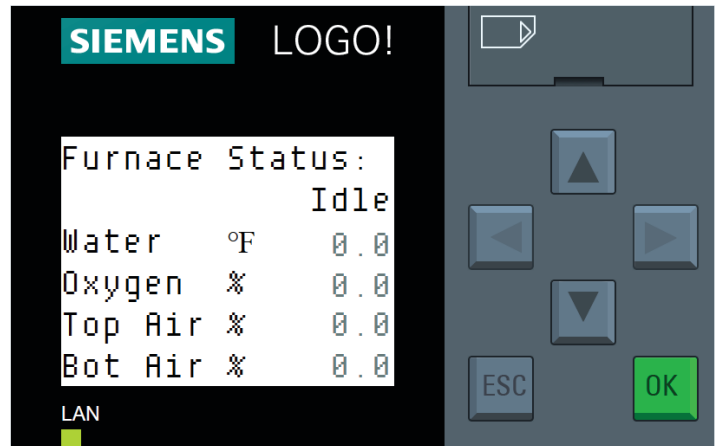 SIEMENS LOGO!
Furnace Status:
Idle
Water °F 0.0
Oxygen % 0.0
Top Air % 0.0
Bot Air % 0.0
ESC OK
LAN